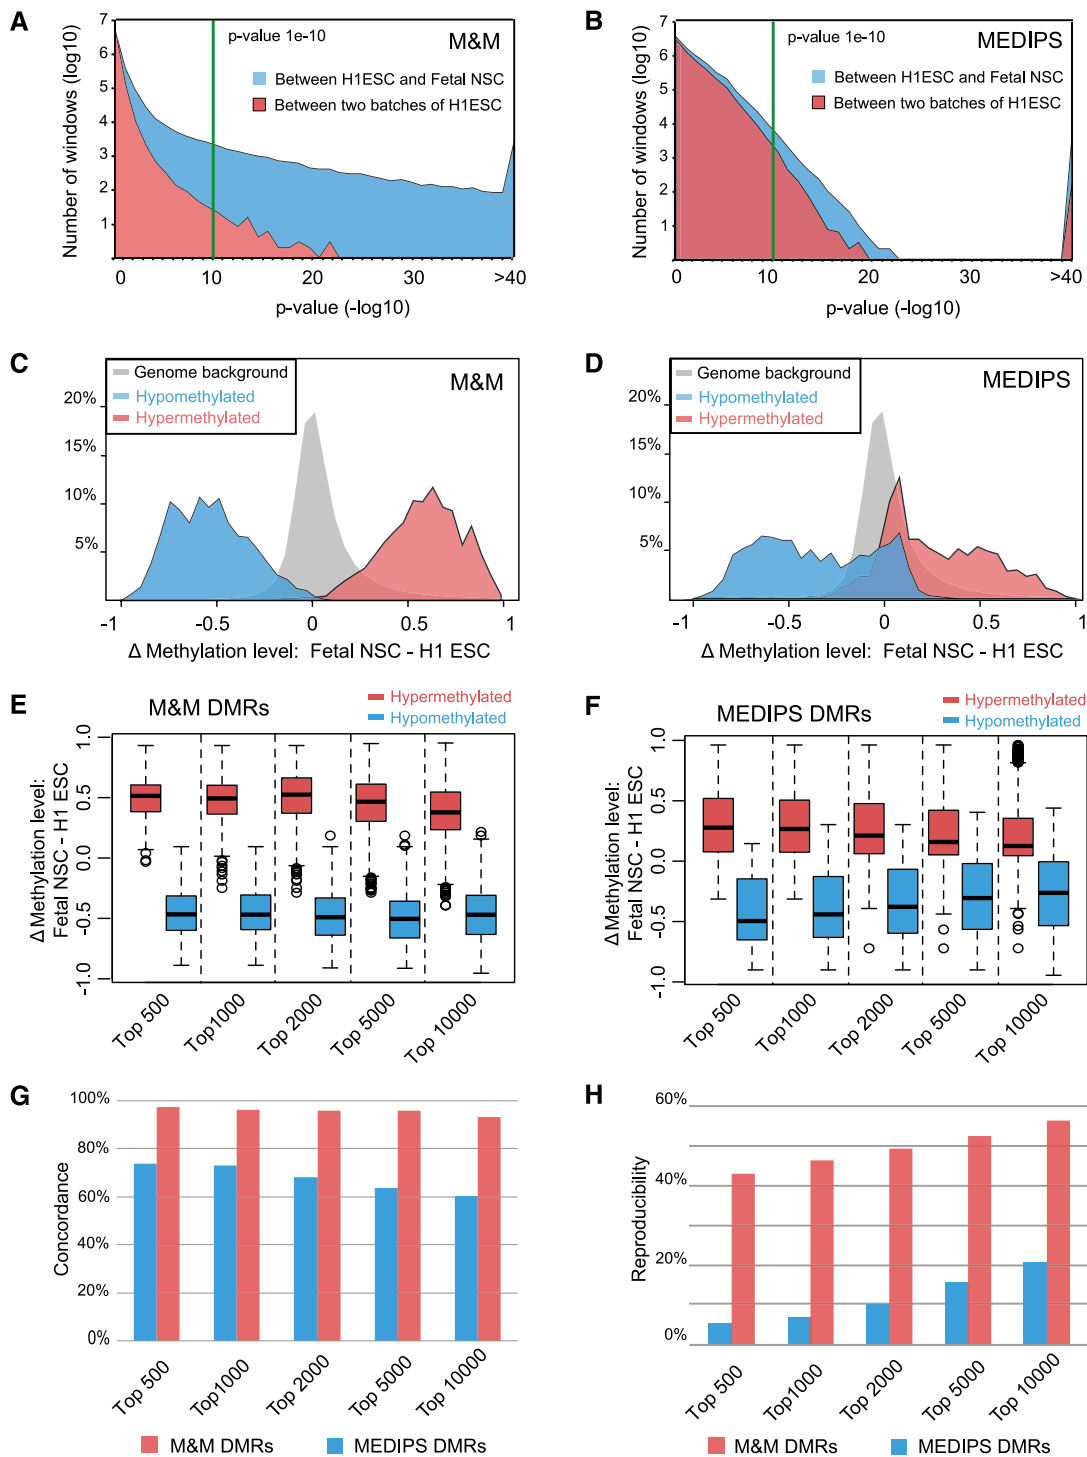 A
M&M
p-value 1e-10
Between H1ESC and Fetal NSC
Between two batches of H1ESC
Number of windows (log10)
7
6
5
4
3
2
1
0
10
20
30
>40
p-value (-log10)
B
MEDIPS
p-value 1e-10
Between H1ESC and Fetal NSC
Between two batches of H1ESC
Number of windows (log10)
7
6
5
4
3
2
1
0
10
20
30
>40
p-value (-log10)
C
Genome background
Hypomethylated
Hypermethylated
M&M
20%
15%
10%
5%
-1
-0.5
0
0.5
1
Δ Methylation level: Fetal NSC - H1 ESC
D
Genome background
Hypomethylated
Hypermethylated
MEDIPS
20%
15%
10%
5%
-1
-0.5
0
0.5
1
Δ Methylation level: Fetal NSC - H1 ESC
E
M&M DMRs
Hypermethylated
Hypomethylated
ΔMethylation level:
Fetal NSC - H1 ESC
1.0
0.5
0.0
-0.5
-1.0
Top 500
Top1000
Top 2000
Top 5000
Top 10000
F
MEDIPS DMRs
Hypermethylated
Hypomethylated
ΔMethylation level:
Fetal NSC - H1 ESC
1.0
0.5
0.0
-0.5
-1.0
Top 500
Top1000
Top 2000
Top 5000
Top 10000
G
Concordance
100%
80%
60%
40%
20%
0%
Top 500
Top1000
Top 2000
Top 5000
Top 10000
M&M DMRs
MEDIPS DMRs
H
Reproducibility
60%
40%
20%
0%
Top 500
Top1000
Top 2000
Top 5000
Top 10000
M&M DMRs
MEDIPS DMRs